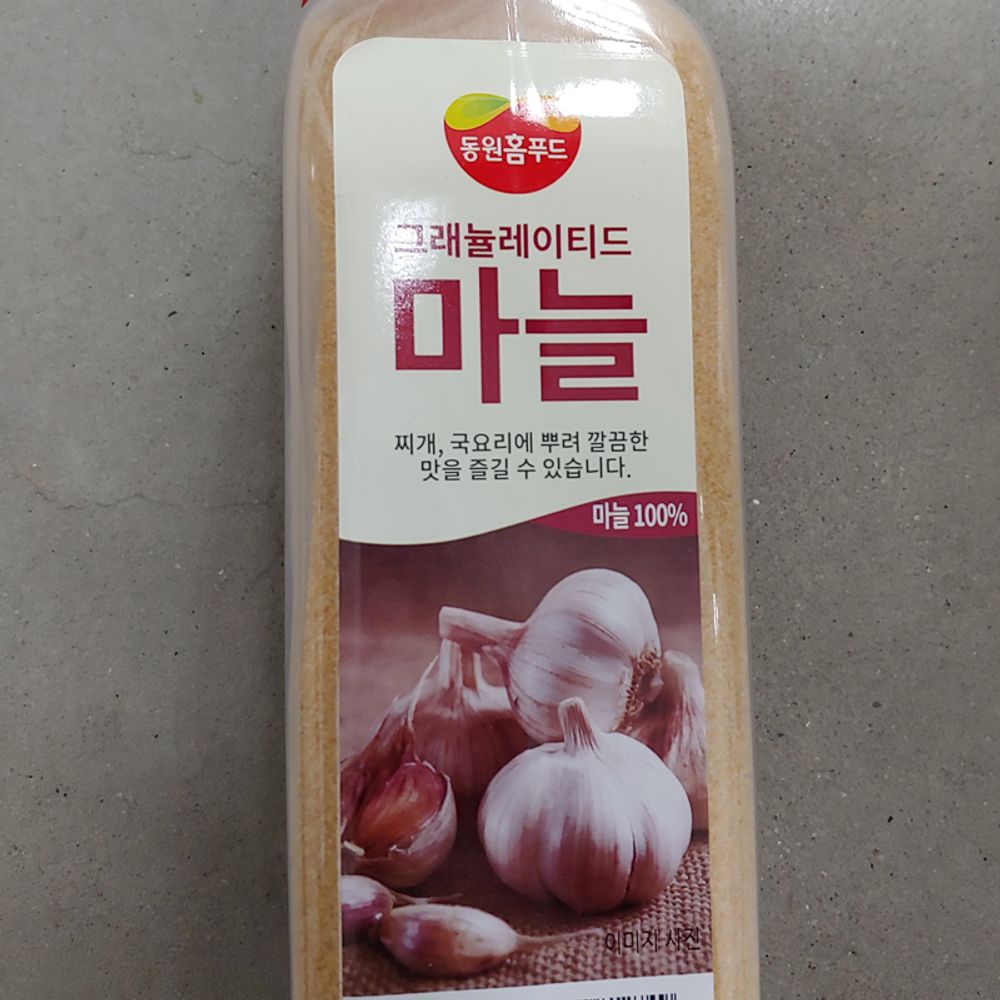 동원홈푸드
그래뉼레이티드
마늘
찌개, 국요리에 뿌려 깔끔한
맛을 즐길 수 있습니다.
마늘 100%
이미지 사진